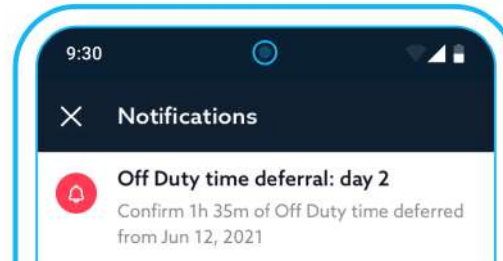 9:30
Notifications
Off Duty time deferral: day 2
Confirm 1h 35m of Off Duty time deferred
from Jun 12, 2021